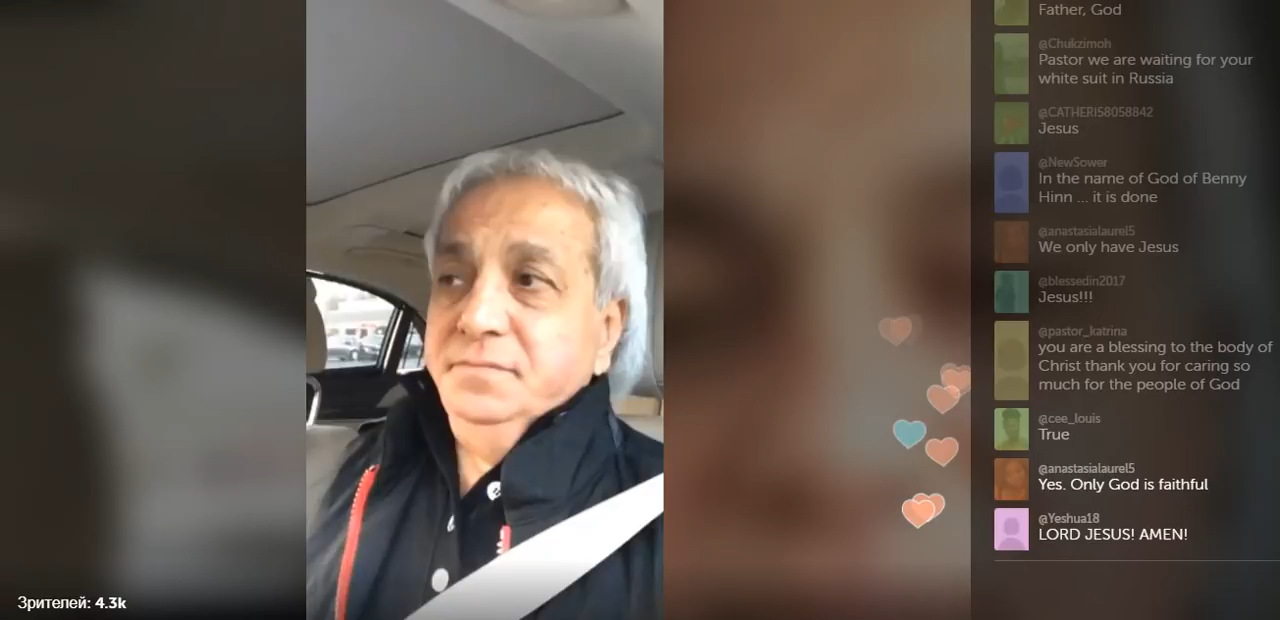 Father, God
@Chukzimoh
Pastor we are waiting for your
white suit in Russia
@CATHERI58058842
Jesus
@NewSower
In the name of God of Benny
Hinn ... it is done
@anastasialaurel5
We only have Jesus
@blessedin2017
Jesus!!!
@pastor_katrina
you are a blessing to the body of
Christ thank you for caring so
much for the people of God
@cee_louis
True
@anastasialaurel5
Yes. Only God is faithful
@Yeshua18
LORD JESUS! AMEN!
Зрителей: 4.3k